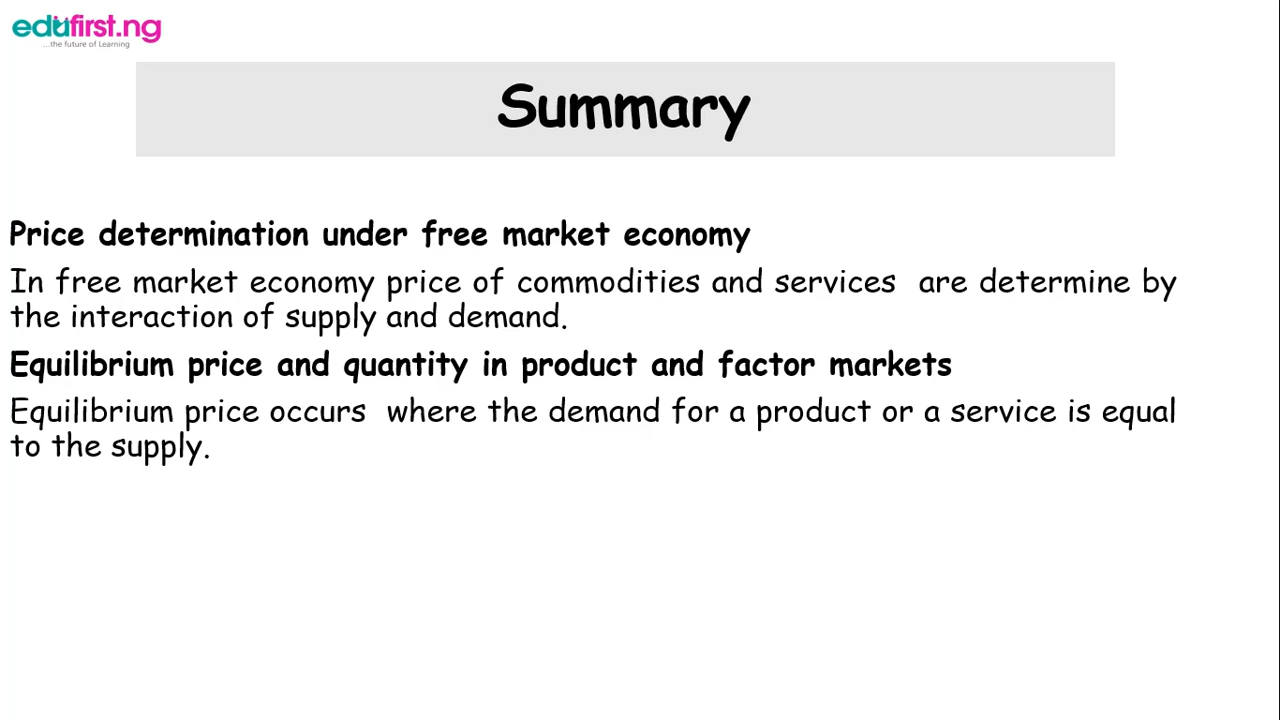 edufirst.ng
...the future of Learning
Summary
Price determination under free market economy
In free market economy price of commodities and services are determine by
the interaction of supply and demand.
Equilibrium price and quantity in product and factor markets
Equilibrium price occurs where the demand for a product or a service is equal
to the supply.